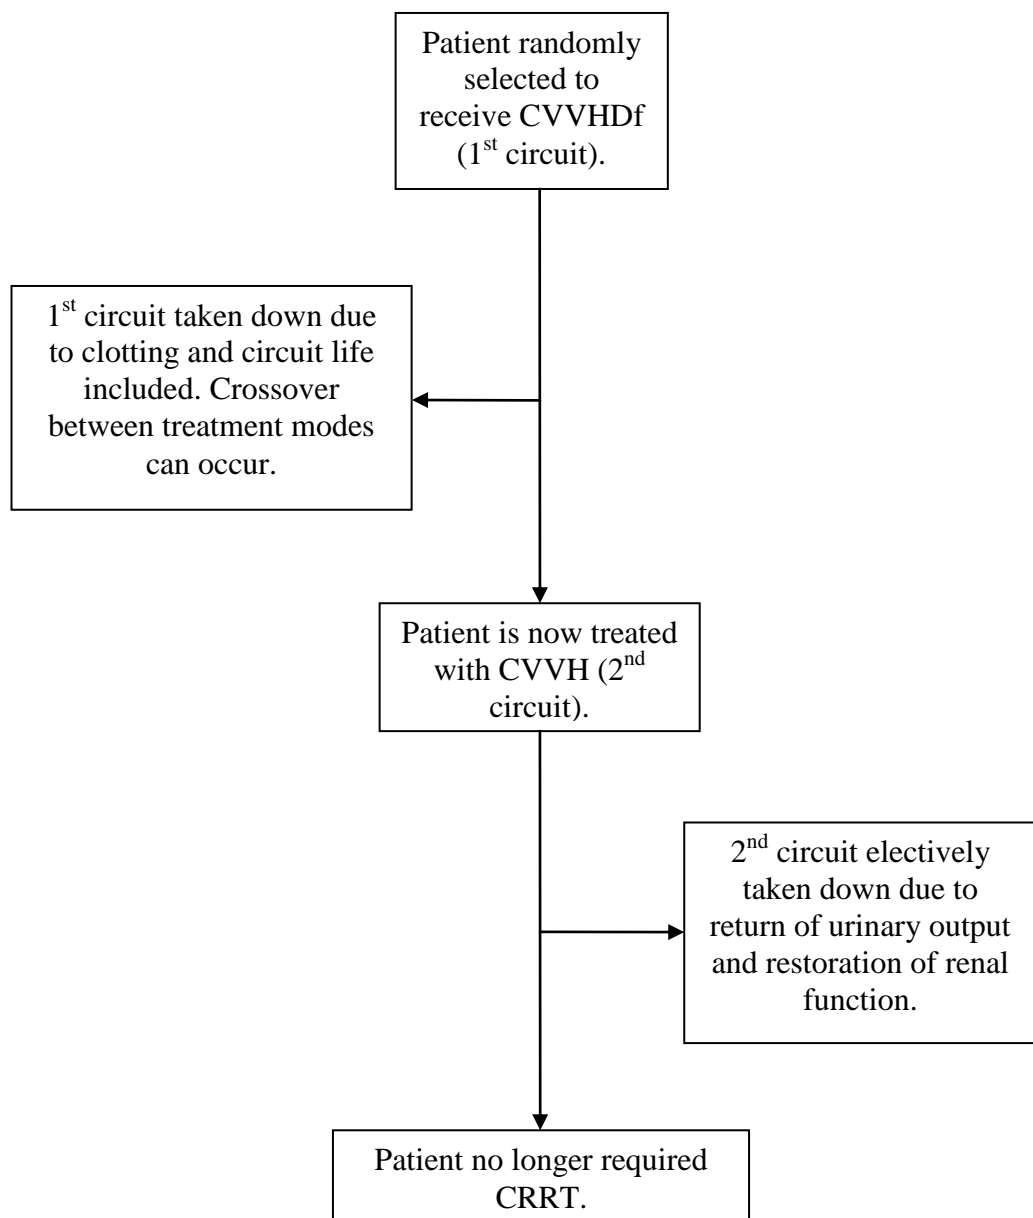 Patient randomly
selected to
receive CVVHDf
(1st circuit).
1st circuit taken down due
to clotting and circuit life
included. Crossover
between treatment modes
can occur.
Patient is now treated
with CVVH (2nd
circuit).
2nd circuit electively
taken down due to
return of urinary output
and restoration of renal
function.
Patient no longer required
CRRT.